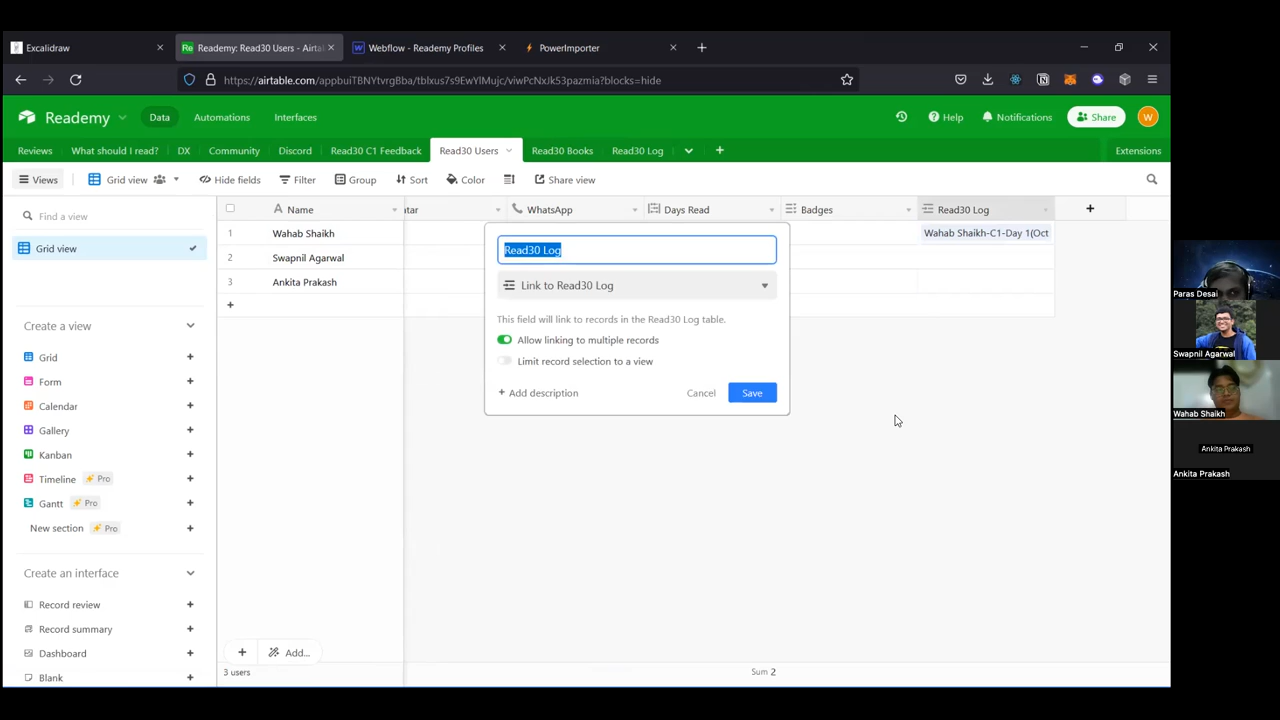 Excalidraw
Re Reademy: Read30 Users - Airta
Webflow - Reademy Profiles
PowerImporter
https://airtable.com/appbuiTBNYtvrgBba/tblxus7s9EwYlMujc/viwPcNxJk53pazmia?blocks=hide
Reademy
Data
Automations
Interfaces
Help
Notifications
Share
W
Reviews
What should I read?
DX
Community
Discord
Read30 C1 Feedback
Read30 Users
Read30 Books
Read30 Log
Extensions
Views
Grid view
Hide fields
Filter
Group
Sort
Color
Share view
Find a view
Grid view
Create a view
Grid
Form
Calendar
Gallery
Kanban
Timeline Pro
Gantt Pro
New section Pro
Create an interface
Record review
Record summary
Dashboard
Blank
Name
atar
WhatsApp
Days Read
Badges
Read30 Log
1 Wahab Shaikh
Wahab Shaikh-C1-Day 1(Oct
2 Swapnil Agarwal
3 Ankita Prakash
Read30 Log
Link to Read30 Log
This field will link to records in the Read30 Log table.
Allow linking to multiple records
Limit record selection to a view
+ Add description
Cancel
Save
Add...
3 users
Sum 2
Paras Desai
Swapnil Agarwal
Wahab Shaikh
Ankita Prakash
Ankita Prakash